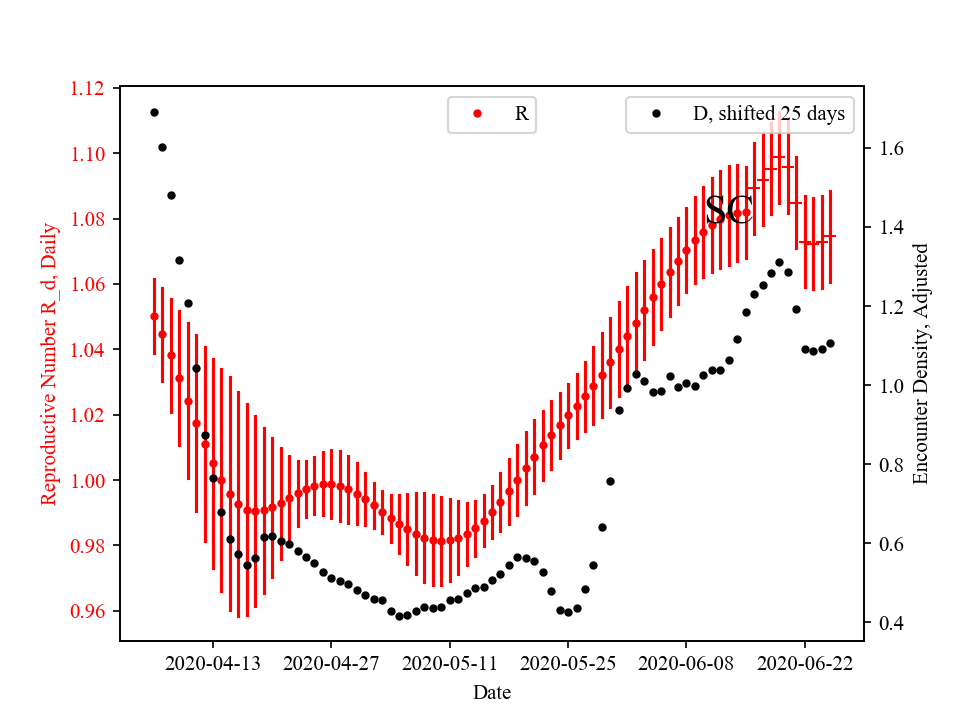 1.12
1.10
1.08
1.06
1.04
1.02
1.00
0.98
0.96
Reproductive Number R_d, Daily
R
D, shifted 25 days
SC
1.6
1.4
1.2
1.0
0.8
0.6
0.4
Encounter Density, Adjusted
2020-04-13 2020-04-27 2020-05-11 2020-05-25 2020-06-08 2020-06-22
Date